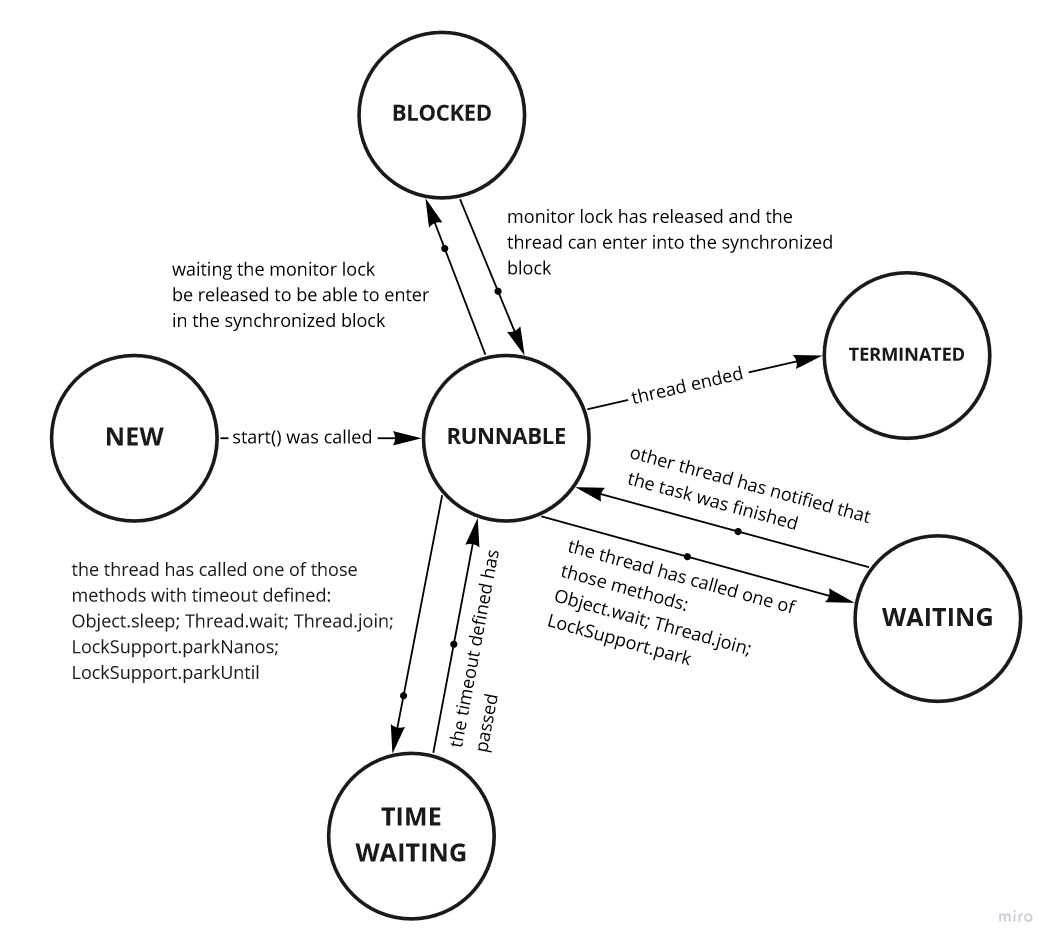 BLOCKED
monitor lock has released and the
thread can enter into the synchronized
block
waiting the monitor lock
be released to be able to enter
in the synchronized block
TERMINATED
thread ended
NEW
start() was called
RUNNABLE
other thread has notified that
the task was finished
the thread has called one of
those methods:
Object.wait; Thread.join;
LockSupport.park
WAITING
the thread has called one of those
methods with timeout defined:
Object.sleep; Thread.wait; Thread.join;
LockSupport.parkNanos;
LockSupport.parkUntil
the timeout defined has
passed
TIME
WAITING
miro